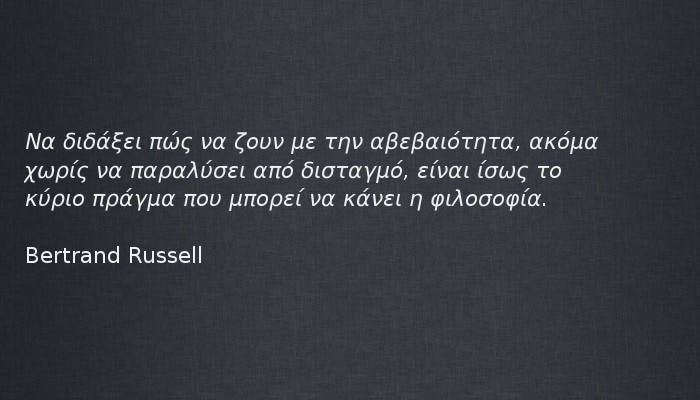 Να διδάξει πώς να ζουν με την αβεβαιότητα, ακόμα
χωρίς να παραλύσει από δισταγμό, είναι ίσως το
κύριο πράγμα που μπορεί να κάνει η φιλοσοφία.
Bertrand Russell